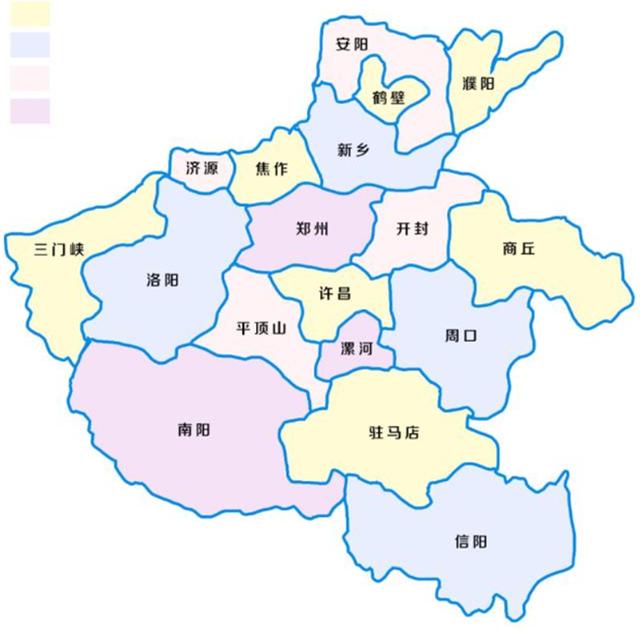 安阳
濮阳
鹤壁
新乡
济源
焦作
郑州
开封
三门峡
商丘
洛阳
许昌
平顶山
周口
漯河
南阳
驻马店
信阳